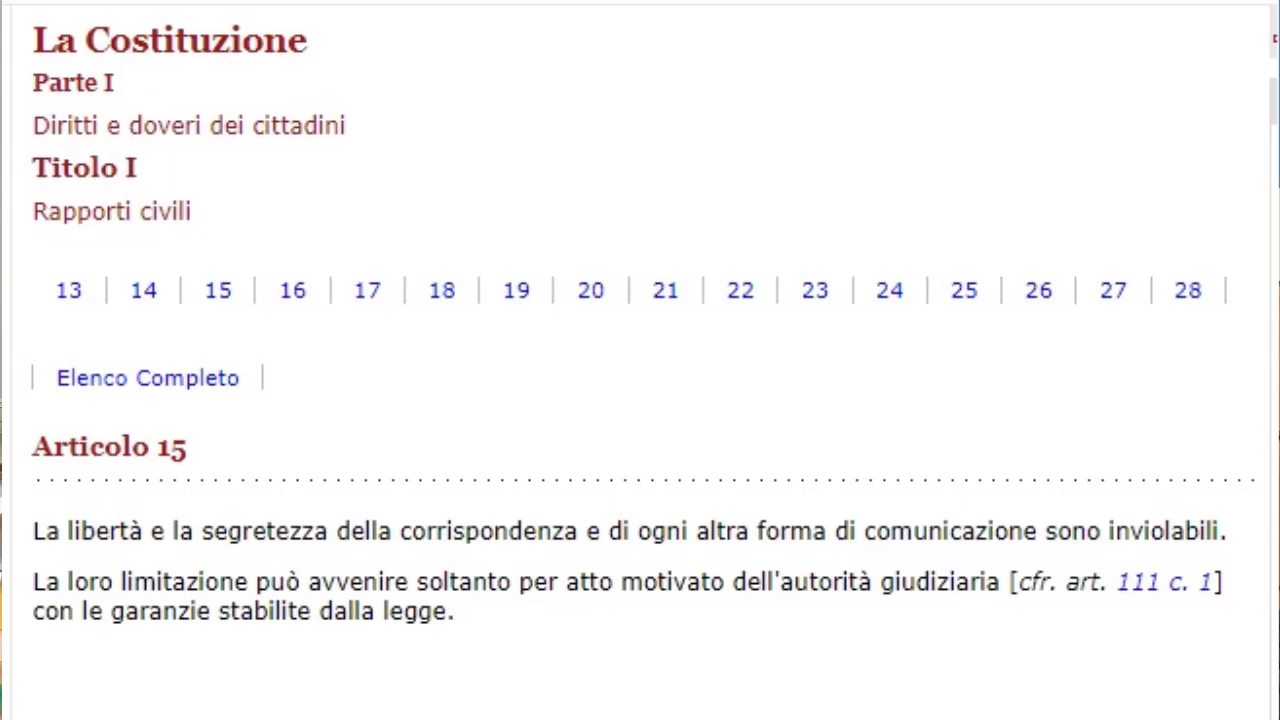 La Costituzione
Parte I
Diritti e doveri dei cittadini
Titolo I
Rapporti civili
13 | 14 | 15 | 16 | 17 | 18 | 19 | 20 | 21 | 22 | 23 | 24 | 25 | 26 | 27 | 28 |
| Elenco Completo |
Articolo 15
La libertà e la segretezza della corrispondenza e di ogni altra forma di comunicazione sono inviolabili.
La loro limitazione può avvenire soltanto per atto motivato dell'autorità giudiziaria [cfr. art. 111 c. 1]
con le garanzie stabilite dalla legge.